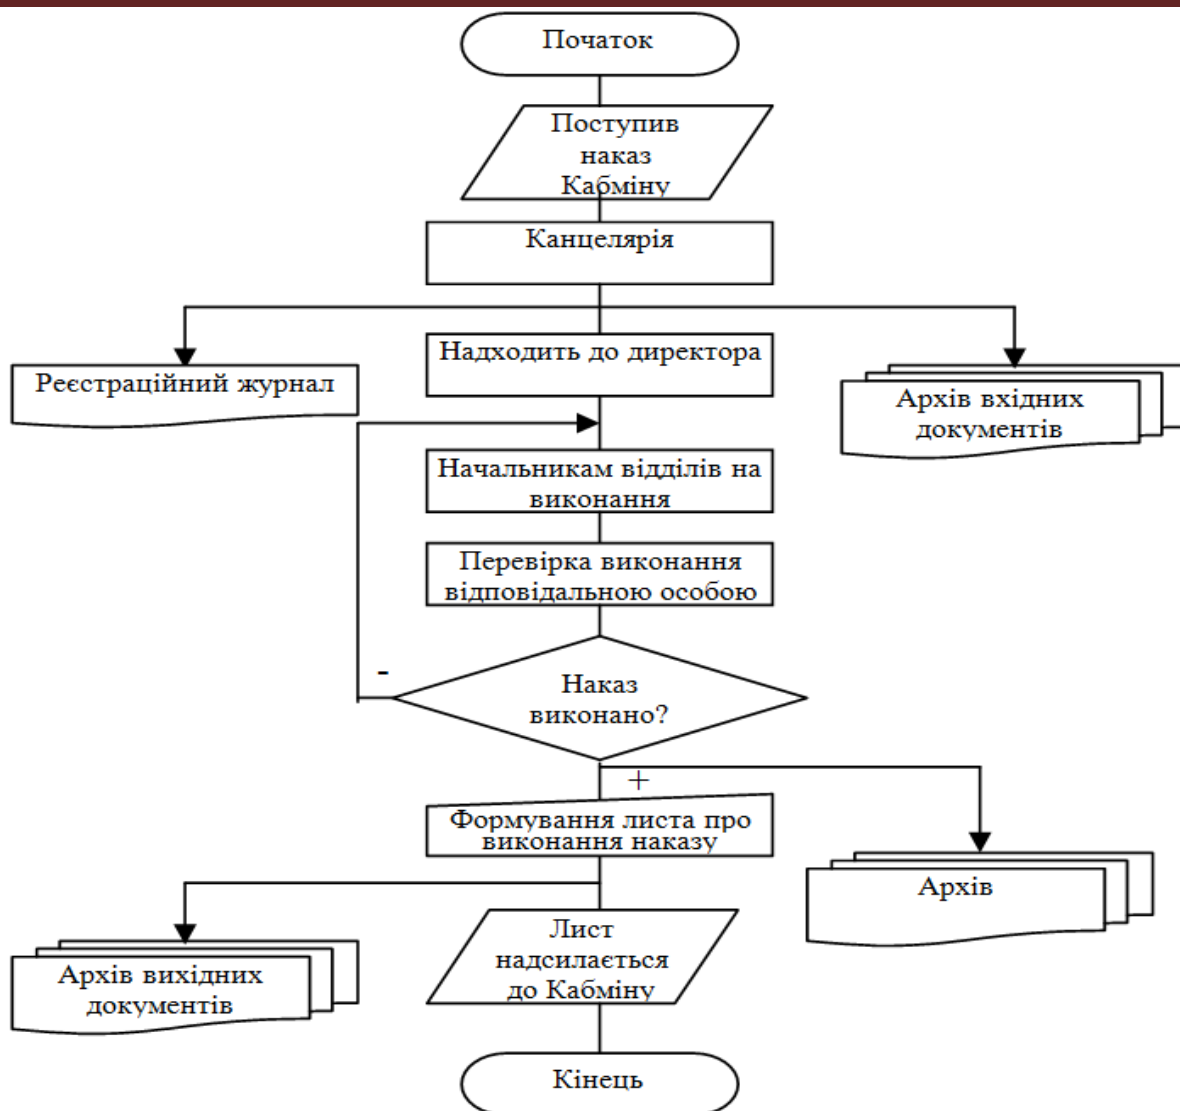 Початок
Поступив
наказ
Кабміну
Канцелярія
Надходить до директора
Реєстраційний журнал
Архів вхідних
документів
Начальникам відділів на
виконання
Перевірка виконання
відповідальною особою
-
Наказ
виконано?
+
Формування листа про
виконання наказу
Архів
Лист
надсилається
до Кабміну
Архів вихідних
документів
Кінець